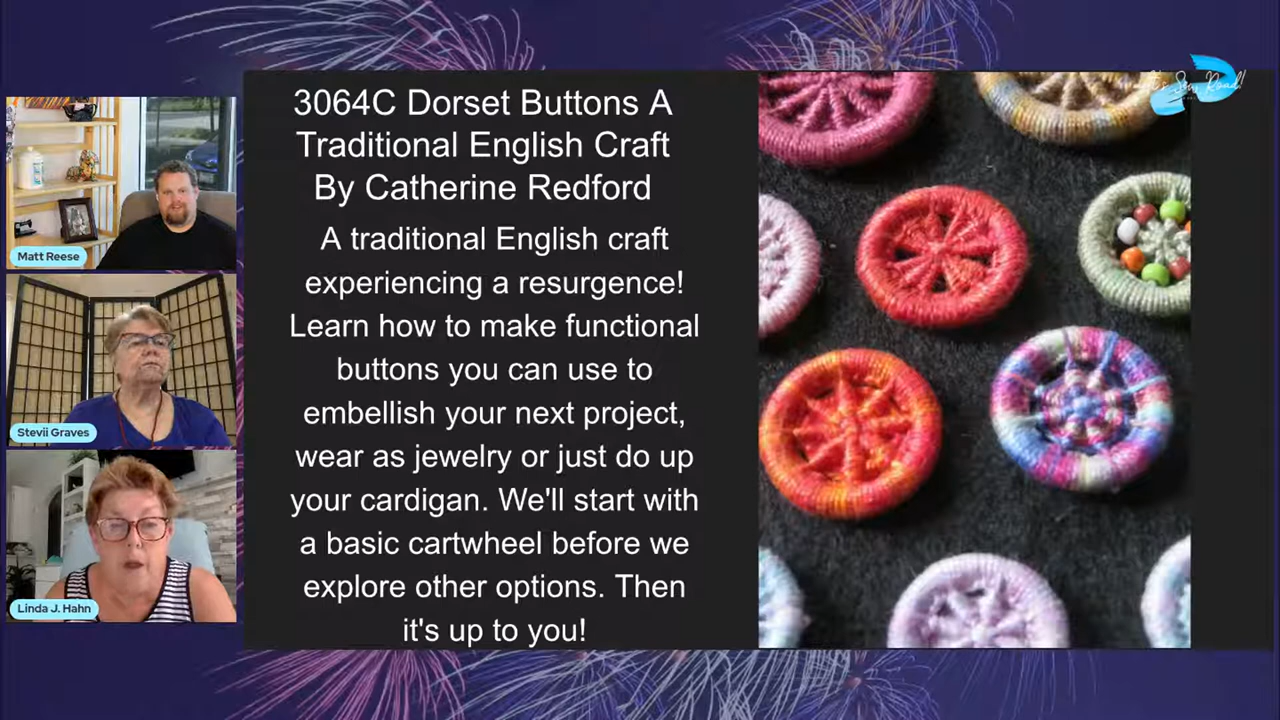 3064C Dorset Buttons A
Traditional English Craft
By Catherine Redford
A traditional English craft
experiencing a resurgence!
Learn how to make functional
buttons you can use to
embellish your next project,
wear as jewelry or just do up
your cardigan. We'll start with
a basic cartwheel before we
explore other options. Then
it's up to you!
Matt Reese
Stevii Graves
Linda J. Hahn